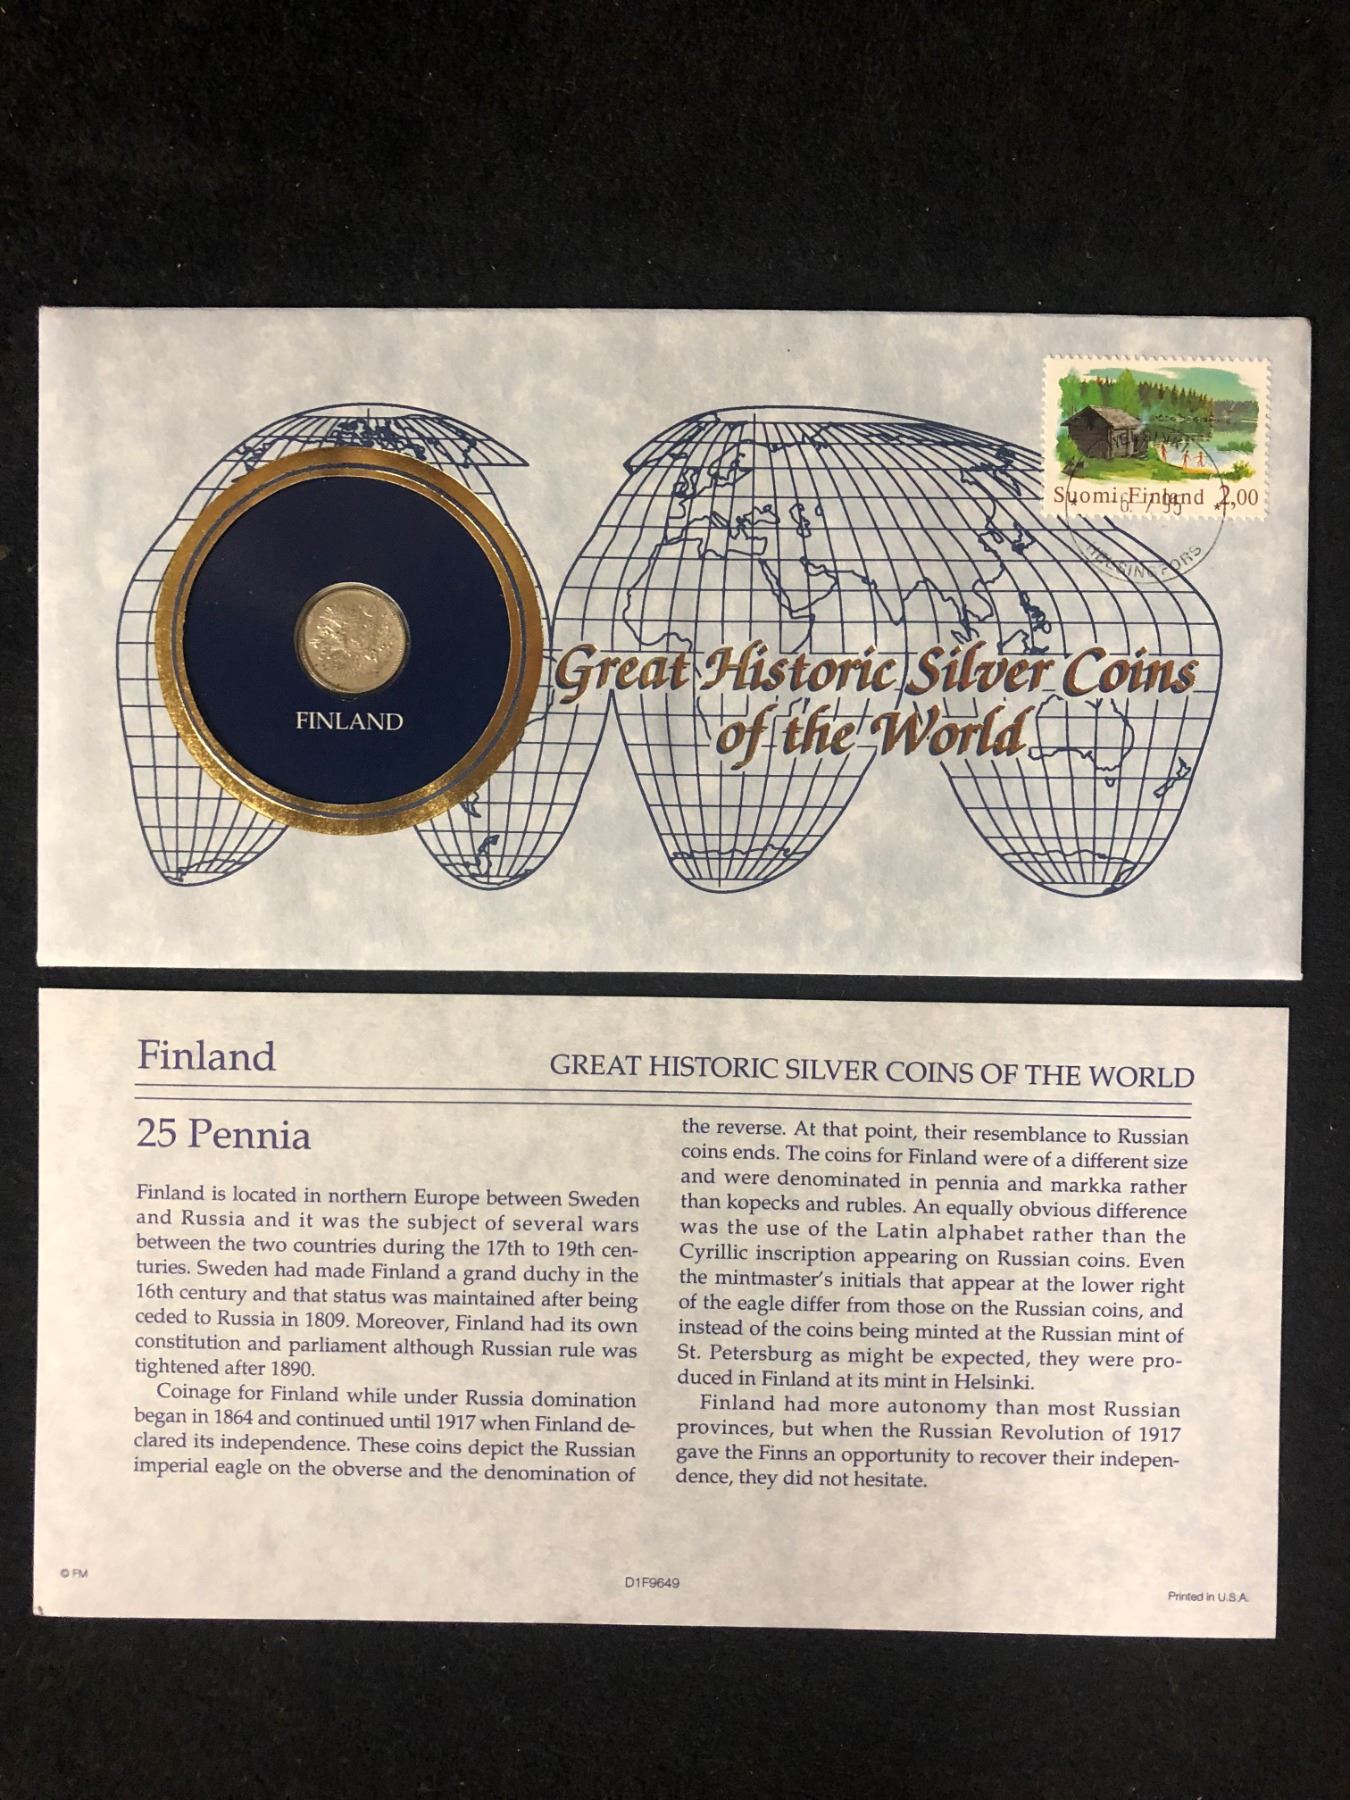 Suomi Finland 2,00
6. 7. 95
HELSINGFORS
Great Historic Silver Coins
of the World
FINLAND
Finland
GREAT HISTORIC SILVER COINS OF THE WORLD
25 Pennia
Finland is located in northern Europe between Sweden
and Russia and it was the subject of several wars
between the two countries during the 17th to 19th cen-
turies. Sweden had made Finland a grand duchy in the
16th century and that status was maintained after being
ceded to Russia in 1809. Moreover, Finland had its own
constitution and parliament although Russian rule was
tightened after 1890.
Coinage for Finland while under Russia domination
began in 1864 and continued until 1917 when Finland de-
clared its independence. These coins depict the Russian
imperial eagle on the obverse and the denomination of
the reverse. At that point, their resemblance to Russian
coins ends. The coins for Finland were of a different size
and were denominated in pennia and markka rather
than kopecks and rubles. An equally obvious difference
was the use of the Latin alphabet rather than the
Cyrillic inscription appearing on Russian coins. Even
the mintmaster's initials that appear at the lower right
of the eagle differ from those on the Russian coins, and
instead of the coins being minted at the Russian mint of
St. Petersburg as might be expected, they were pro-
duced in Finland at its mint in Helsinki.
Finland had more autonomy than most Russian
provinces, but when the Russian Revolution of 1917
gave the Finns an opportunity to recover their indepen-
dence, they did not hesitate.
© FM
D1F9649
Printed in U.S.A.